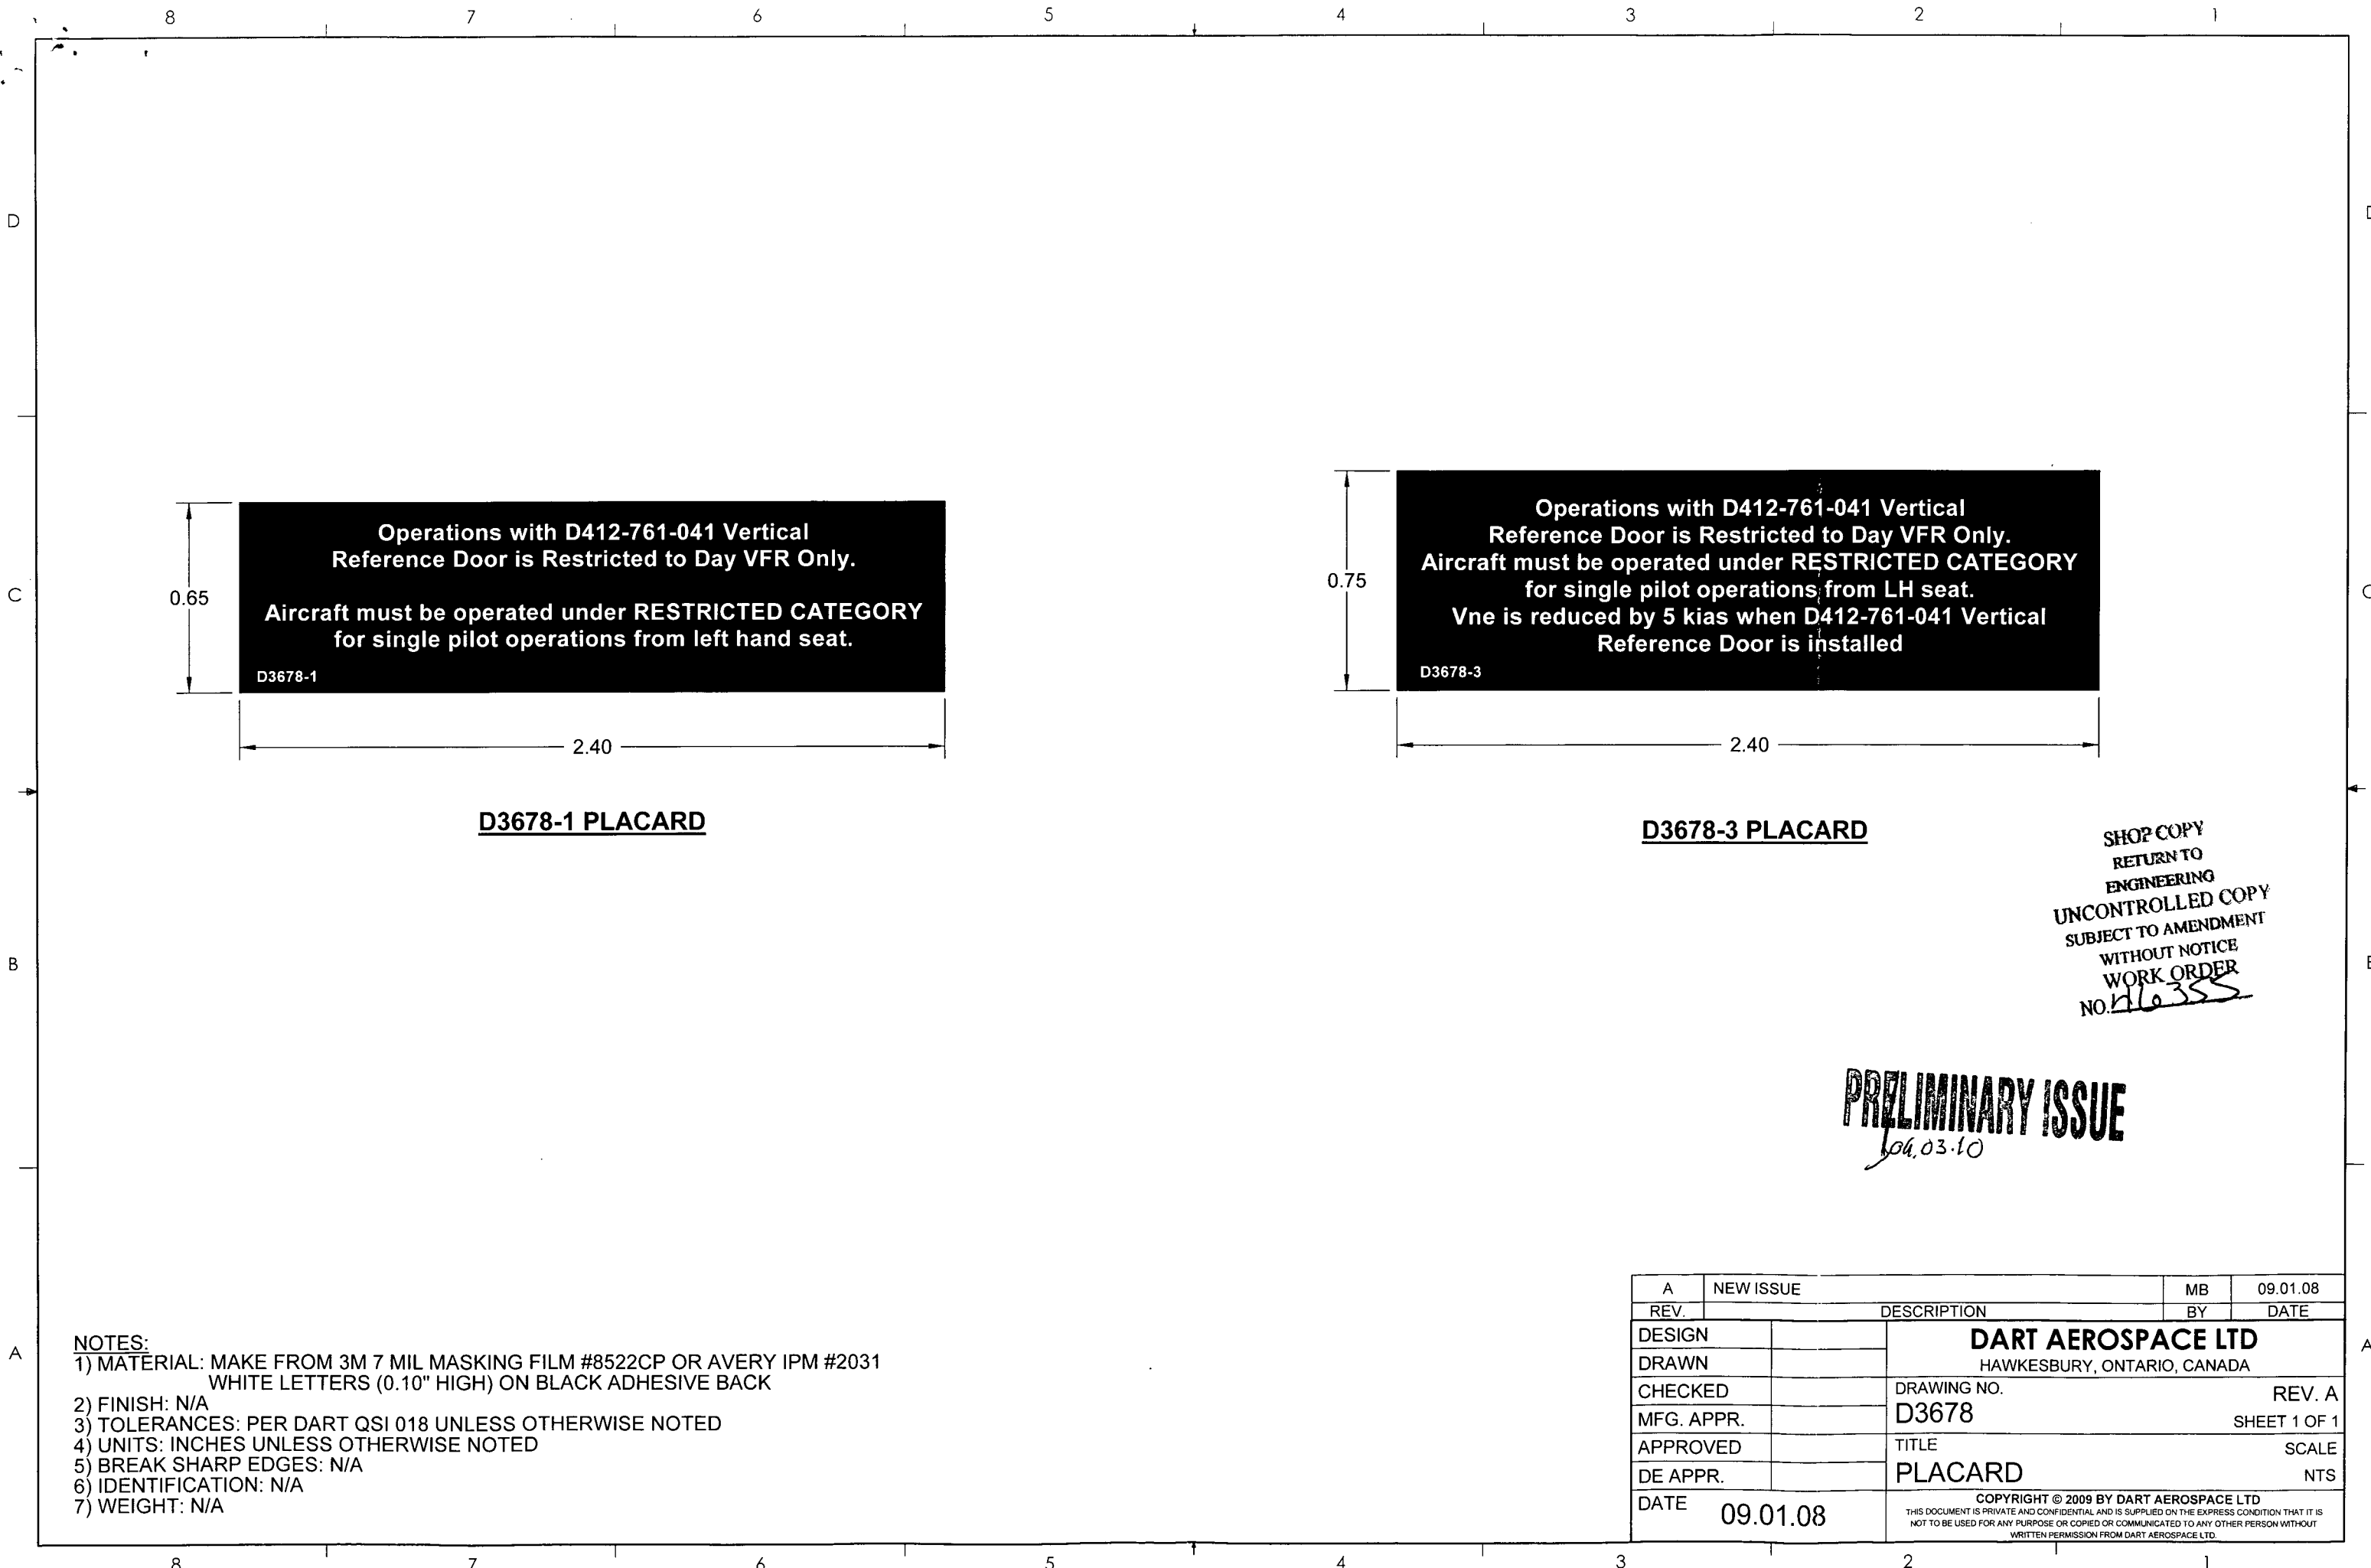 8 7 6 5 4 3 2 1
D
C
B
A
0.65
Operations with D412-761-041 Vertical
Reference Door is Restricted to Day VFR Only.
Aircraft must be operated under RESTRICTED CATEGORY
for single pilot operations from left hand seat.
D3678-1
2.40
D3678-1 PLACARD
0.75
Operations with D412-761-041 Vertical
Reference Door is Restricted to Day VFR Only.
Aircraft must be operated under RESTRICTED CATEGORY
for single pilot operations from LH seat.
Vne is reduced by 5 kias when D412-761-041 Vertical
Reference Door is installed
D3678-3
2.40
D3678-3 PLACARD
SHOP COPY
RETURN TO
ENGINEERING
UNCONTROLLED COPY
SUBJECT TO AMENDMENT
WITHOUT NOTICE
WORK ORDER
NO. 46355
PRELIMINARY ISSUE
NOTES:
1) MATERIAL: MAKE FROM 3M 7 MIL MASKING FILM #8522CP OR AVERY IPM #2031
WHITE LETTERS (0.10" HIGH) ON BLACK ADHESIVE BACK
2) FINISH: N/A
3) TOLERANCES: PER DART QSI 018 UNLESS OTHERWISE NOTED
4) UNITS: INCHES UNLESS OTHERWISE NOTED
5) BREAK SHARP EDGES: N/A
6) IDENTIFICATION: N/A
7) WEIGHT: N/A
A NEW ISSUE MB 09.01.08
REV. DESCRIPTION BY DATE
DESIGN
DRAWN
CHECKED
MFG. APPR.
APPROVED
DE APPR.
DATE 09.01.08
DART AEROSPACE LTD
HAWKESBURY, ONTARIO, CANADA
DRAWING NO. REV. A
D3678 SHEET 1 OF 1
TITLE SCALE
PLACARD NTS
COPYRIGHT © 2009 BY DART AEROSPACE LTD
THIS DOCUMENT IS PRIVATE AND CONFIDENTIAL AND IS SUPPLIED ON THE EXPRESS CONDITION THAT IT IS
NOT TO BE USED FOR ANY PURPOSE OR COPIED OR COMMUNICATED TO ANY OTHER PERSON WITHOUT
WRITTEN PERMISSION FROM DART AEROSPACE LTD.
8 7 6 5 4 3 2 1